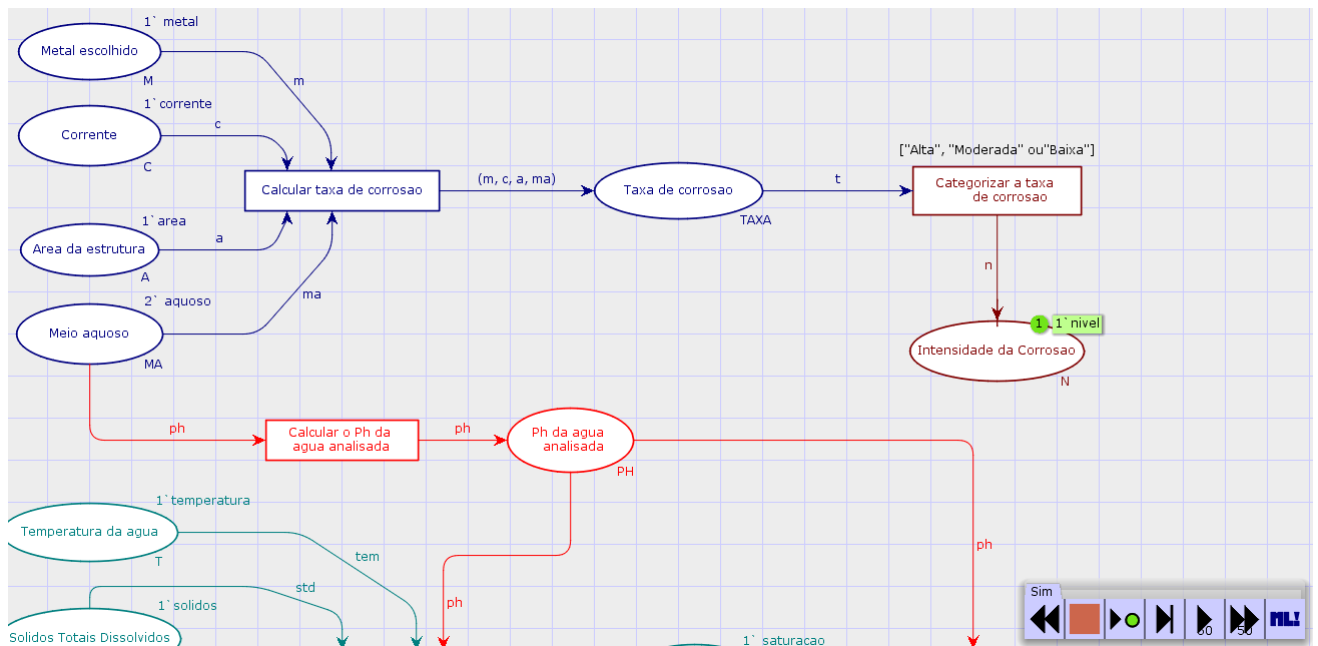 1` metal
Metal escolhido
M
m
1`corrente
Corrente
c
C
["Alta", "Moderada" ou"Baixa"]
Calcular taxa de corrosao
(m, c, a, ma)
Taxa de corrosao
TAXA
t
Categorizar a taxa
de corrosao
1`area
Area da estrutura
a
A
n
2` aquoso
Meio aquoso
ma
MA
1
1`nivel
Intensidade da Corrosao
N
ph
Calcular o Ph da
agua analisada
ph
Ph da agua
analisada
PH
1`temperatura
Temperatura da agua
T
tem
ph
std
1`solidos
Solidos Totais Dissolvidos
ph
1` saturacao
Sim
50
50
ML!